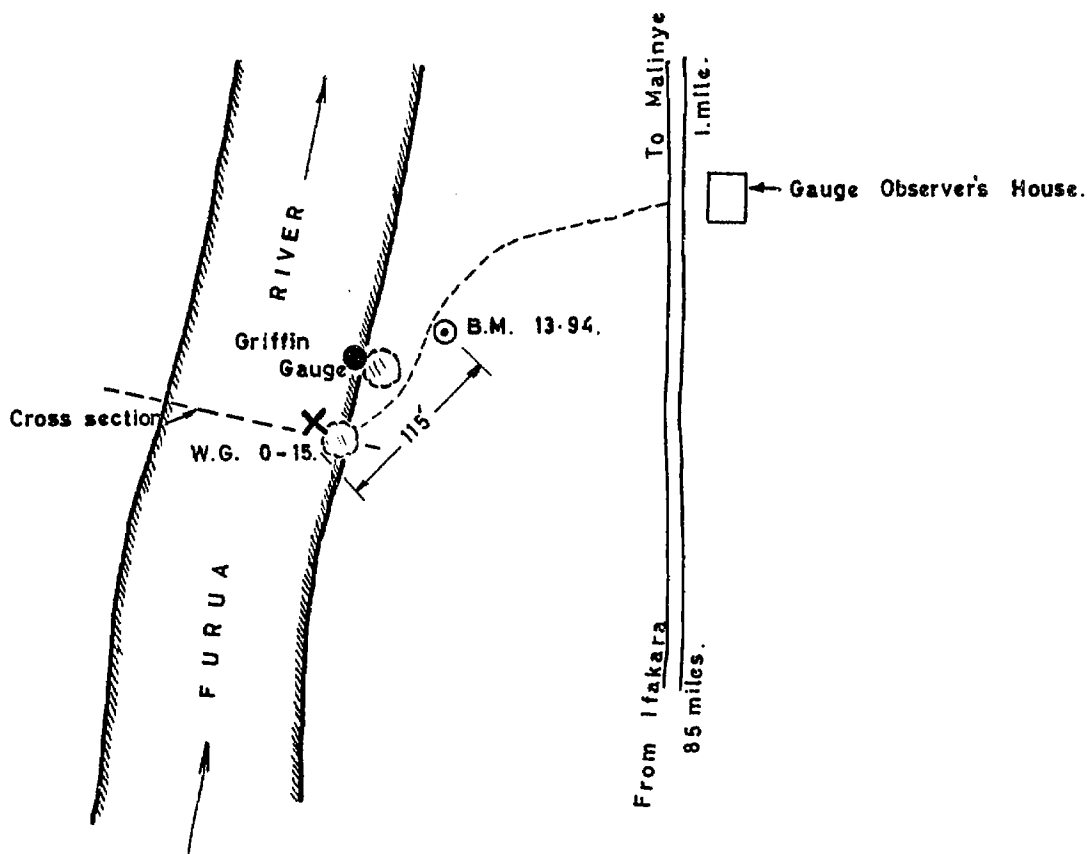 To Malinye
1.mile.
Gauge Observer's House.
RIVER
B.M. 13·94.
Griffin
Gauge
Cross section
115'
W.G. 0-15.
FURUA
From Ifakara
85 miles.